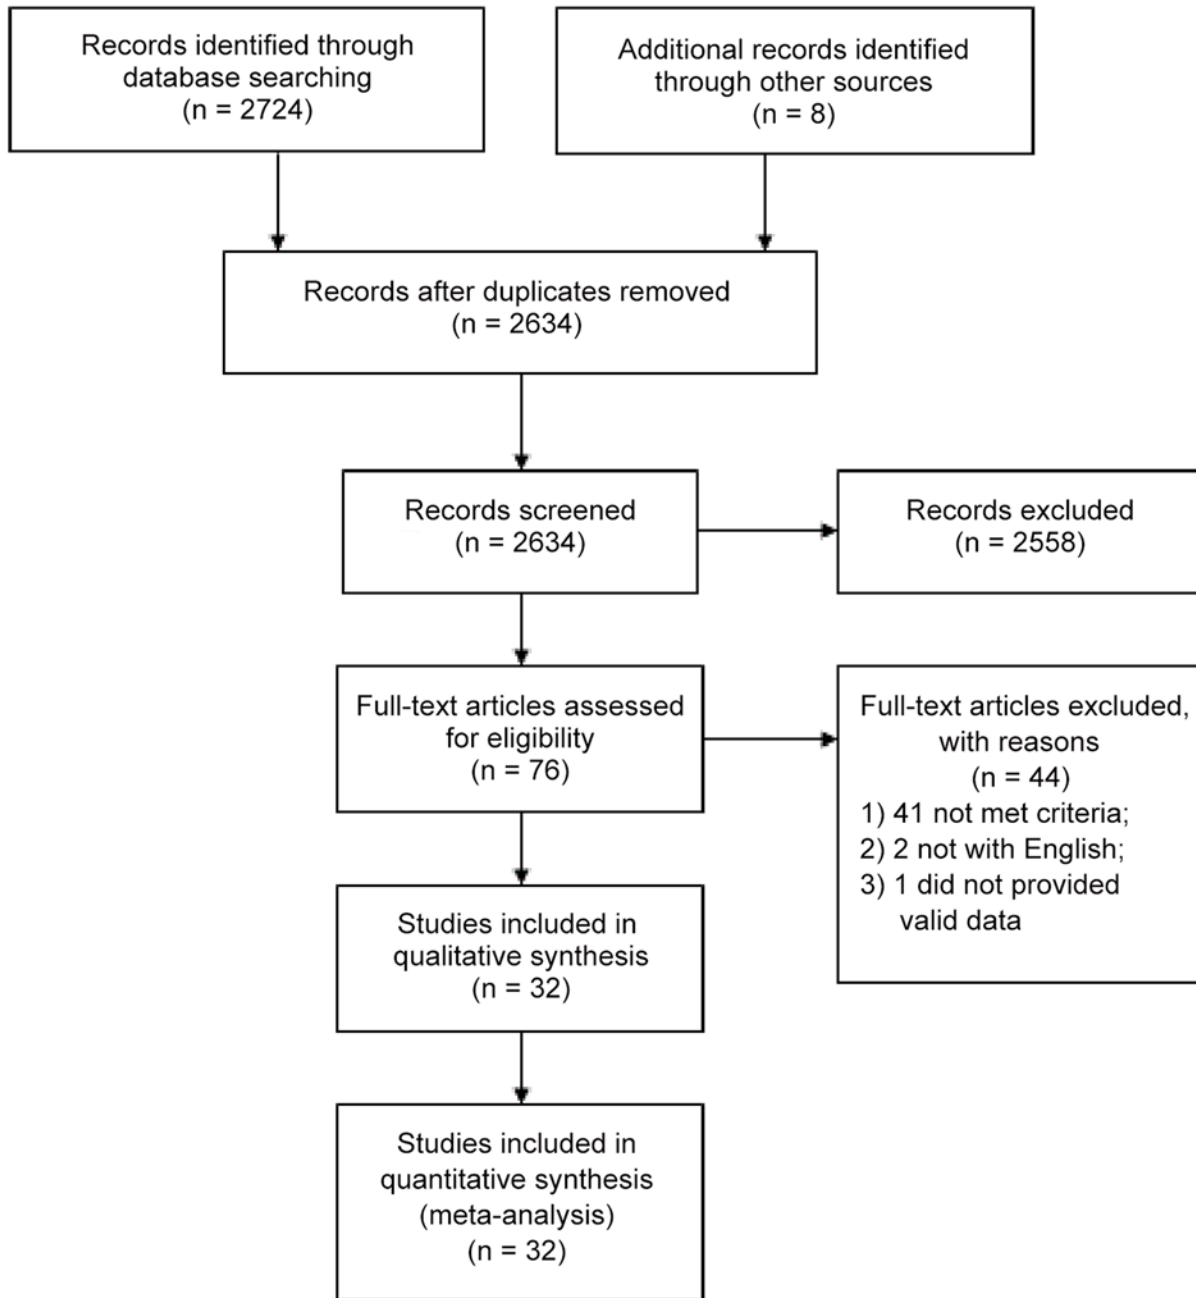 Records identified through
database searching
(n = 2724)
Additional records identified
through other sources
(n = 8)
Records after duplicates removed
(n = 2634)
Records screened
(n = 2634)
Records excluded
(n = 2558)
Full-text articles assessed
for eligibility
(n = 76)
Full-text articles excluded,
with reasons
(n = 44)
1) 41 not met criteria;
2) 2 not with English;
3) 1 did not provided
valid data
Studies included in
qualitative synthesis
(n = 32)
Studies included in
quantitative synthesis
(meta-analysis)
(n = 32)